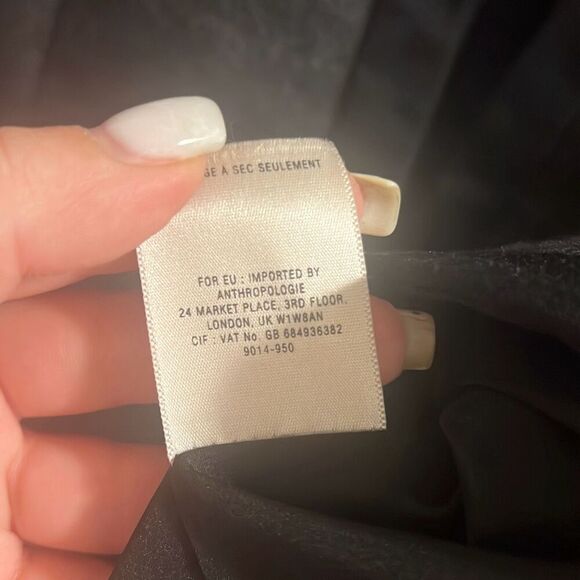 GE A SEC SEULEMENT
FOR EU : IMPORTED BY
ANTHROPOLOGIE
24 MARKET PLACE, 3RD FLOOR,
LONDON, UK W1W8AN
CIF : VAT No. GB 684936382
9014-950